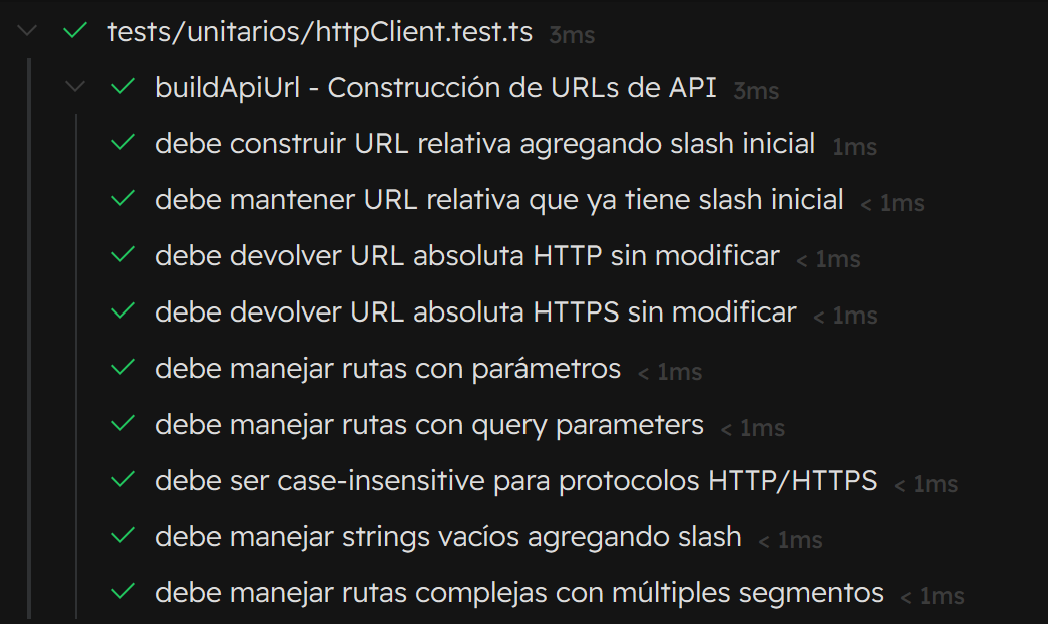 tests/unitarios/httpClient.test.ts 3ms
buildApiUrl - Construcción de URLs de API 3ms
debe construir URL relativa agregando slash inicial 1ms
debe mantener URL relativa que ya tiene slash inicial < 1ms
debe devolver URL absoluta HTTP sin modificar < 1ms
debe devolver URL absoluta HTTPS sin modificar < 1ms
debe manejar rutas con parámetros < 1ms
debe manejar rutas con query parameters < 1ms
debe ser case-insensitive para protocolos HTTP/HTTPS < 1ms
debe manejar strings vacíos agregando slash < 1ms
debe manejar rutas complejas con múltiples segmentos < 1ms